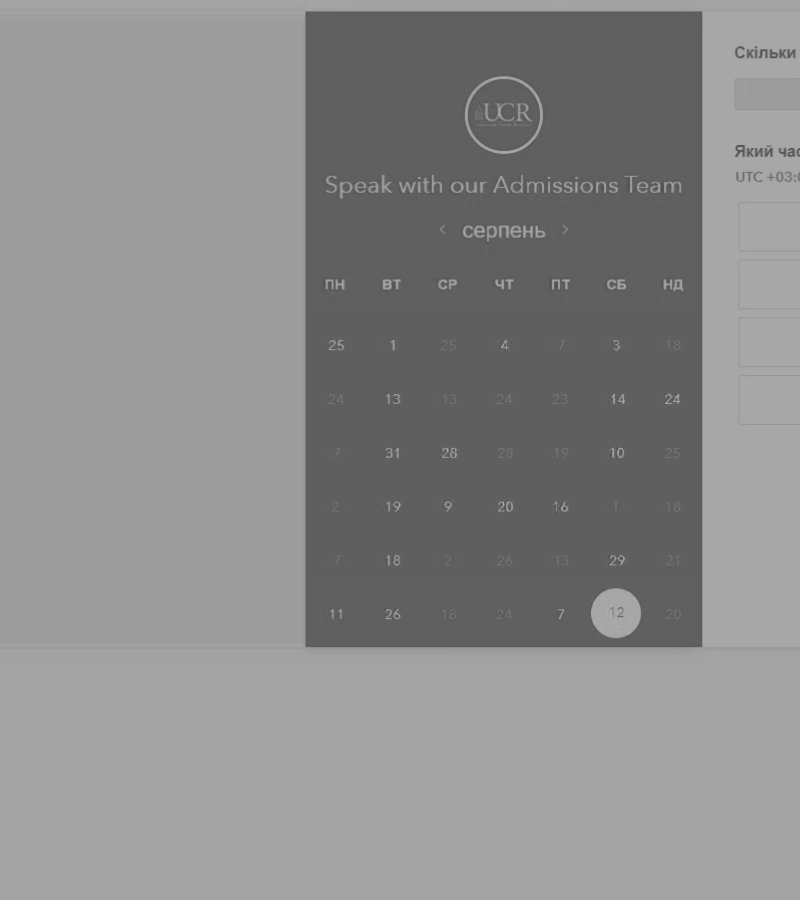 UCR
Speak with our Admissions Team
< серпень >
ПН ВТ СР ЧТ ПТ СБ НД
25 1 25 4 7 3 18
24 13 13 24 23 14 24
7 31 28 28 19 10 25
2 19 9 20 16 1 18
7 18 2 26 13 29 21
11 26 18 24 7 12 20
Скільки
Який час
UTC +03:0